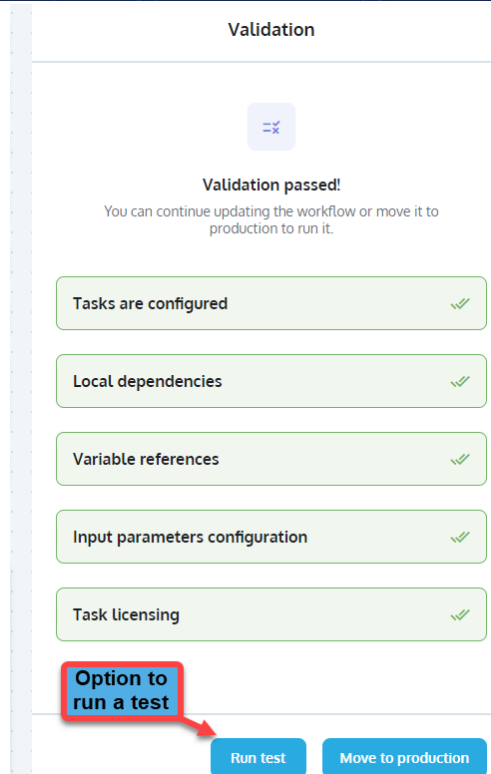 Validation
Validation passed!
You can continue updating the workflow or move it to
production to run it.
Tasks are configured
Local dependencies
Variable references
Input parameters configuration
Task licensing
Option to
run a test
Run test
Move to production